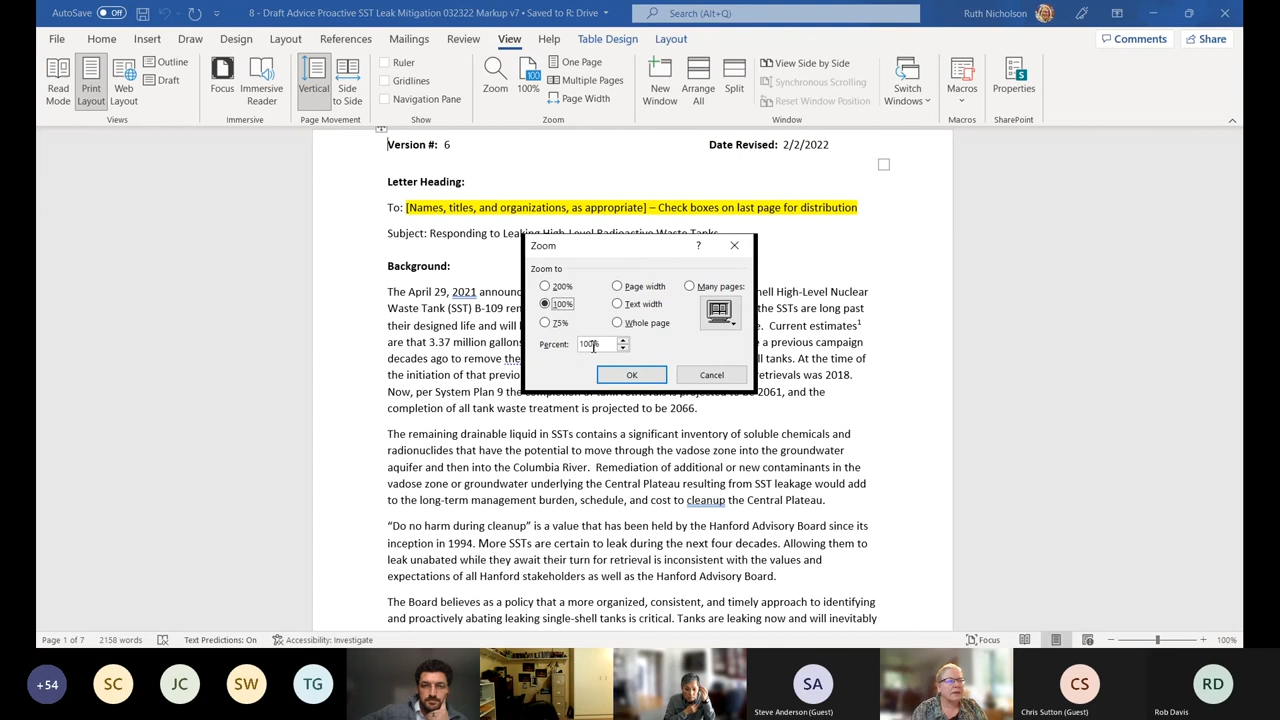 AutoSave Off 8 - Draft Advice Proactive SST Leak Mitigation 032322 Markup v7 • Saved to R: Drive Search (Alt+Q) Ruth Nicholson
File Home Insert Draw Design Layout References Mailings Review View Help Table Design Layout Comments Share
Read Mode
Print Layout
Web Layout
Outline
Draft
Views
Focus
Immersive Reader
Immersive
Vertical
Side to Side
Page Movement
Ruler
Gridlines
Navigation Pane
Show
Zoom
100
100%
One Page
Multiple Pages
Page Width
Zoom
New Window
Arrange All
Split
View Side by Side
Synchronous Scrolling
Reset Window Position
Switch Windows
Window
Macros
Macros
Properties
SharePoint
Version #: 6 Date Revised: 2/2/2022
Letter Heading:
To: [Names, titles, and organizations, as appropriate] – Check boxes on last page for distribution
Subject: Responding to Leaking High-Level Radioactive Waste Tanks
Background:
The April 29, 2021 announ hell High-Level Nuclear
Waste Tank (SST) B-109 rem the SSTs are long past
their designed life and will l e. Current estimates1
are that 3.37 million gallons e a previous campaign
decades ago to remove the ll tanks. At the time of
the initiation of that previo retrievals was 2018.
Now, per System Plan 9 the completion of tank retrievals is projected to be 2061, and the
completion of all tank waste treatment is projected to be 2066.
The remaining drainable liquid in SSTs contains a significant inventory of soluble chemicals and
radionuclides that have the potential to move through the vadose zone into the groundwater
aquifer and then into the Columbia River. Remediation of additional or new contaminants in the
vadose zone or groundwater underlying the Central Plateau resulting from SST leakage would add
to the long-term management burden, schedule, and cost to cleanup the Central Plateau.
“Do no harm during cleanup” is a value that has been held by the Hanford Advisory Board since its
inception in 1994. More SSTs are certain to leak during the next four decades. Allowing them to
leak unabated while they await their turn for retrieval is inconsistent with the values and
expectations of all Hanford stakeholders as well as the Hanford Advisory Board.
The Board believes as a policy that a more organized, consistent, and timely approach to identifying
and proactively abating leaking single-shell tanks is critical. Tanks are leaking now and will inevitably
Zoom ?
Zoom to
200% Page width Many pages:
100% Text width
75% Whole page
Percent: 100%
OK Cancel
Page 1 of 7 2158 words Text Predictions: On Accessibility: Investigate Focus 100%
+54 SC JC SW TG SA CS RD
Steve Anderson (Guest) Chris Sutton (Guest) Rob Davis